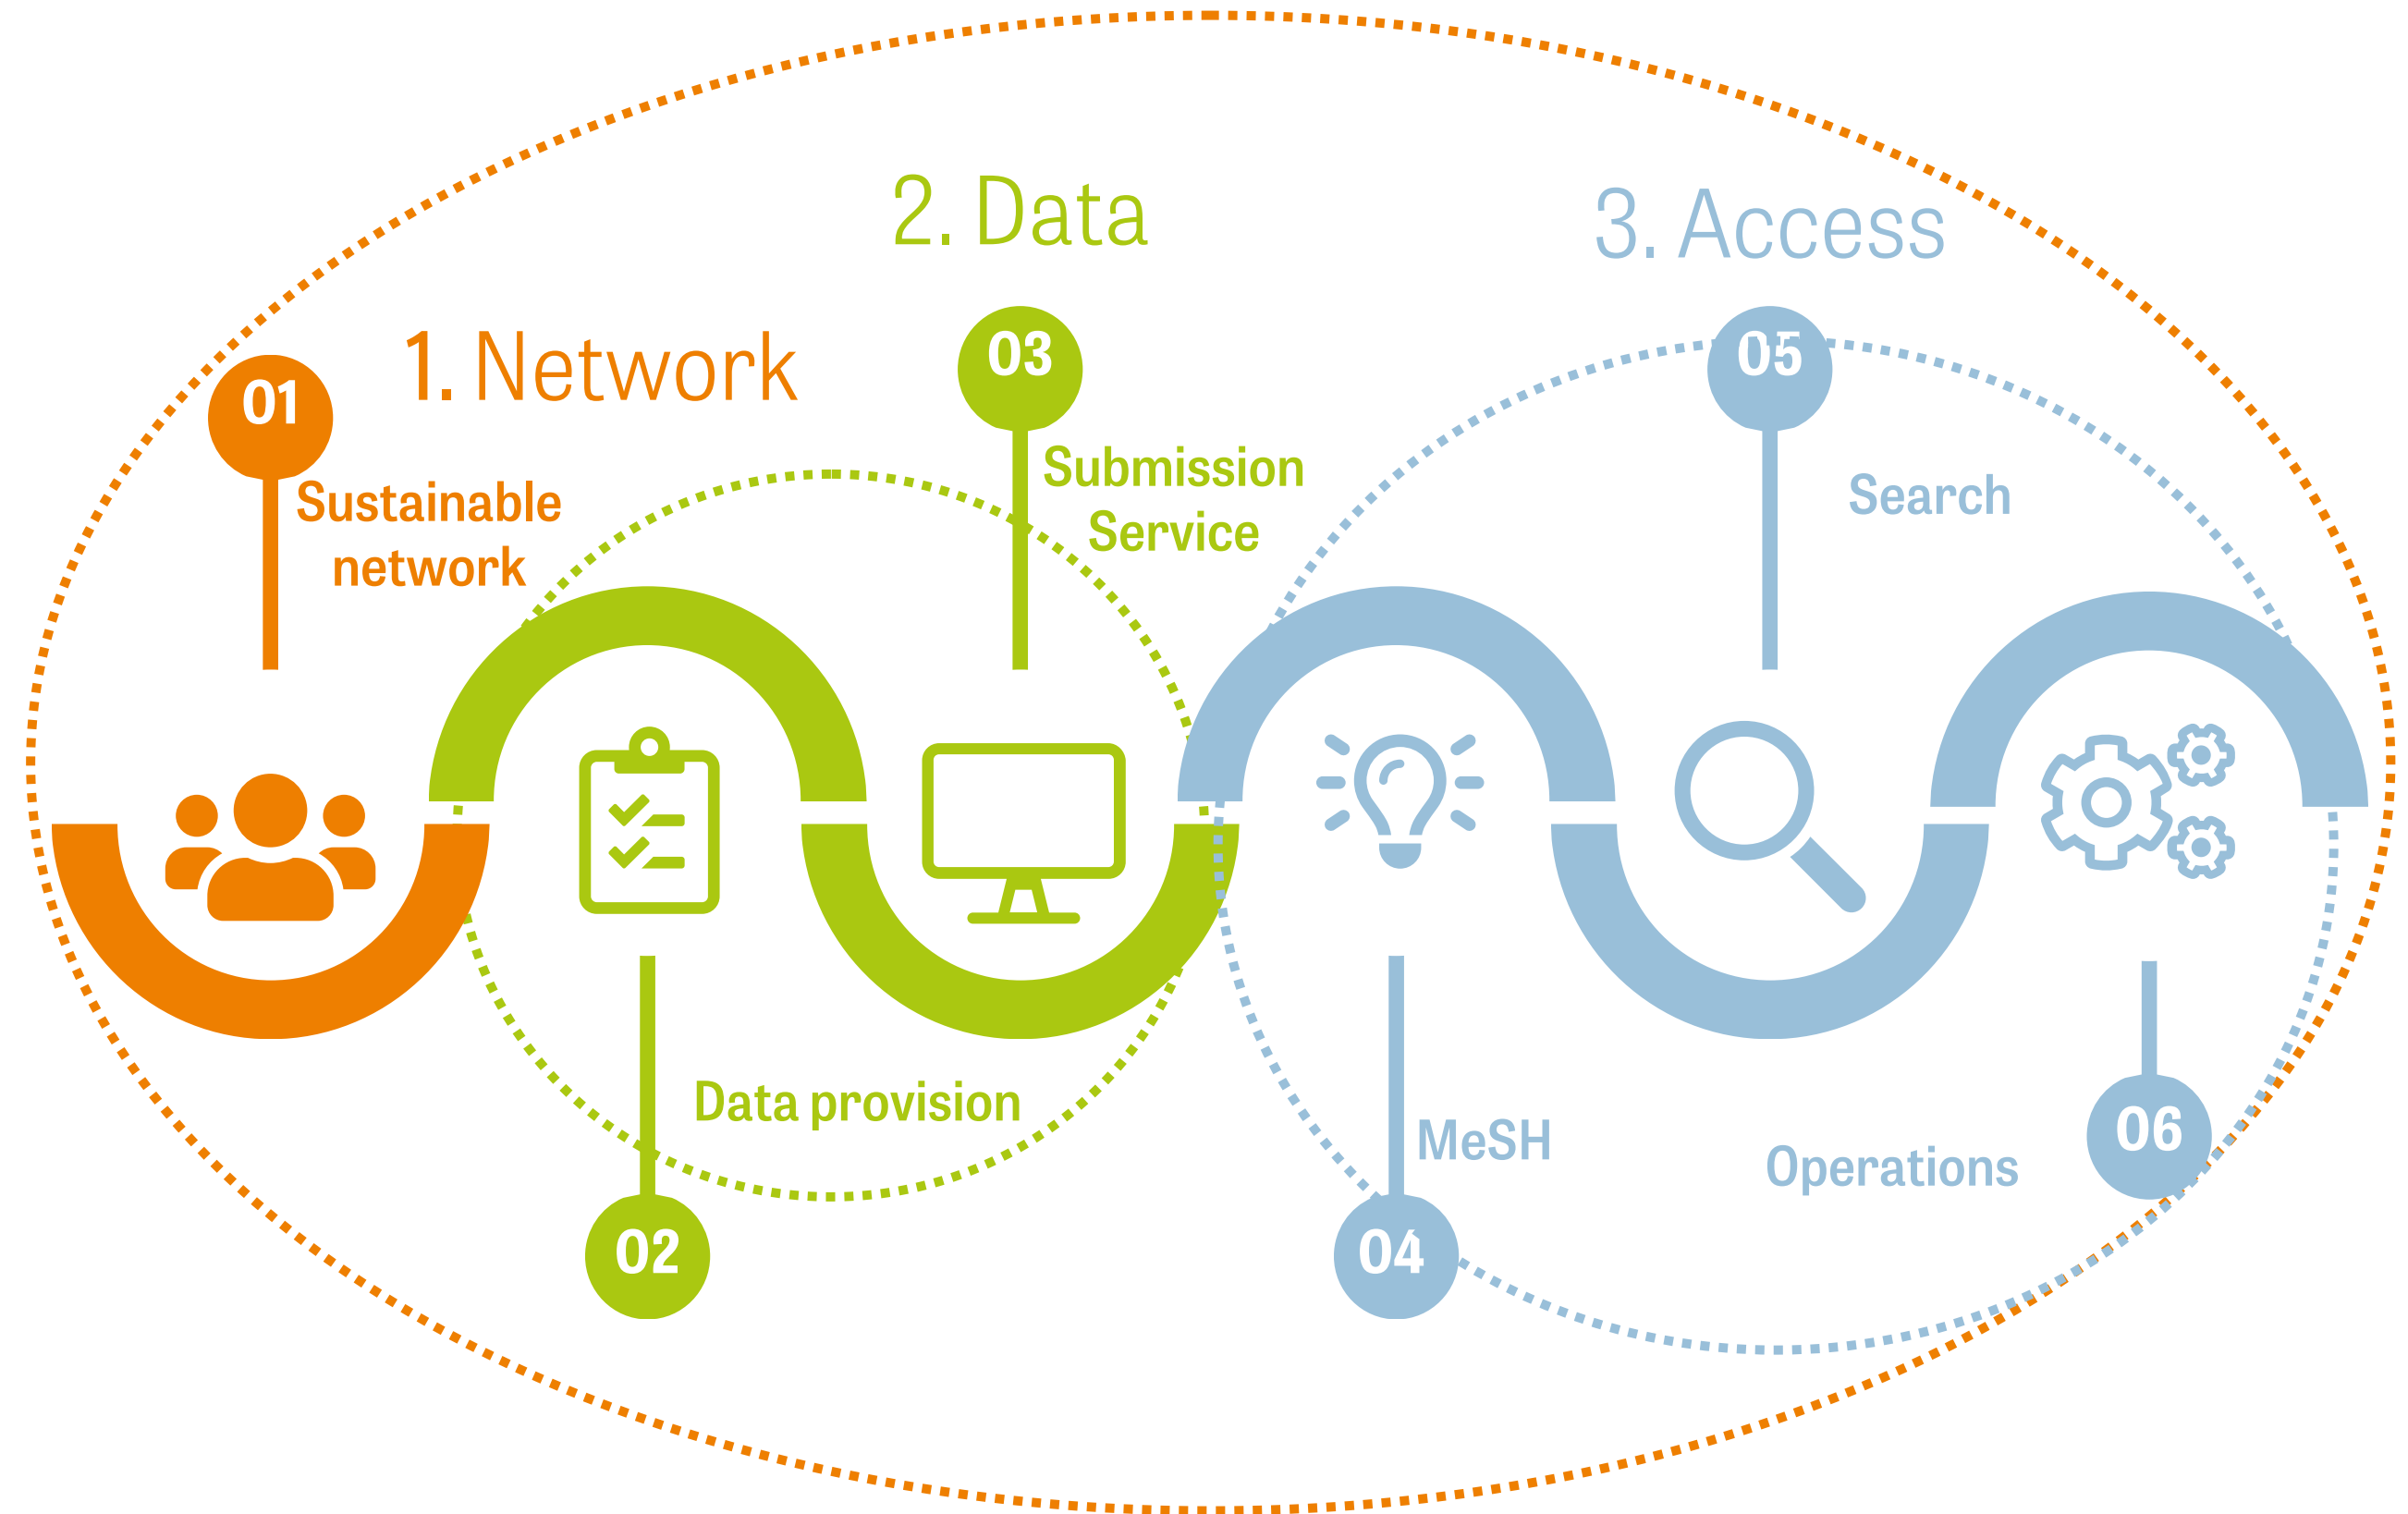 2. Data
3. Access
1. Network
03
05
01
Submission
Service
Search
Sustainable
network
Data provision
MeSH
Operations
06
02
04